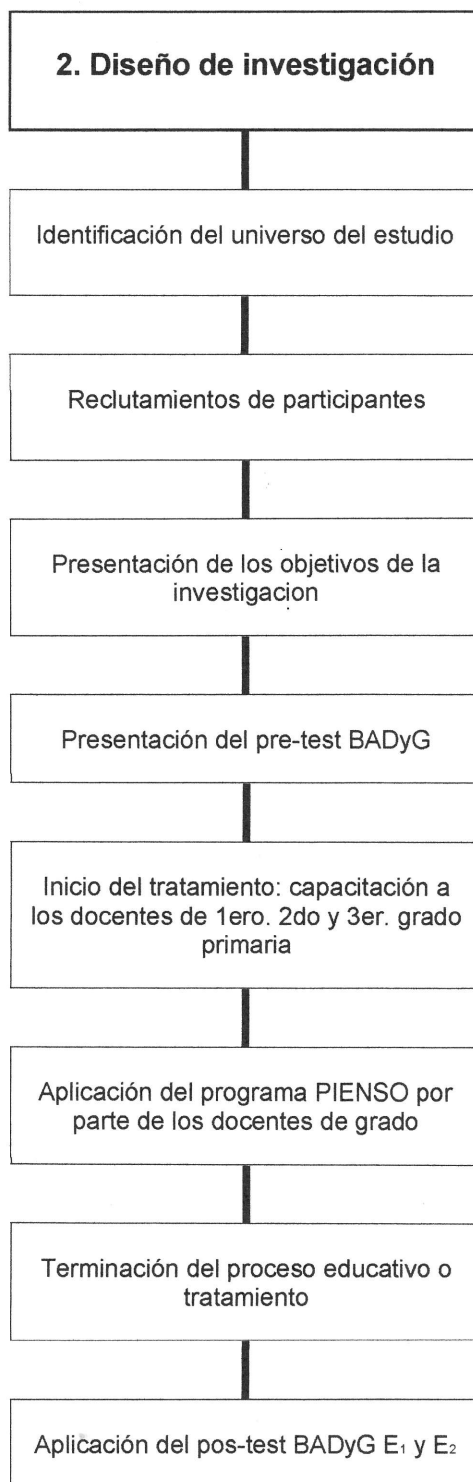 2. Diseño de investigación
Identificación del universo del estudio
Reclutamientos de participantes
Presentación de los objetivos de la
investigacion
Presentación del pre-test BADyG
Inicio del tratamiento: capacitación a
los docentes de 1ero. 2do y 3er. grado
primaria
Aplicación del programa PIENSO por
parte de los docentes de grado
Terminación del proceso educativo o
tratamiento
Aplicación del pos-test BADyG E₁ y E₂